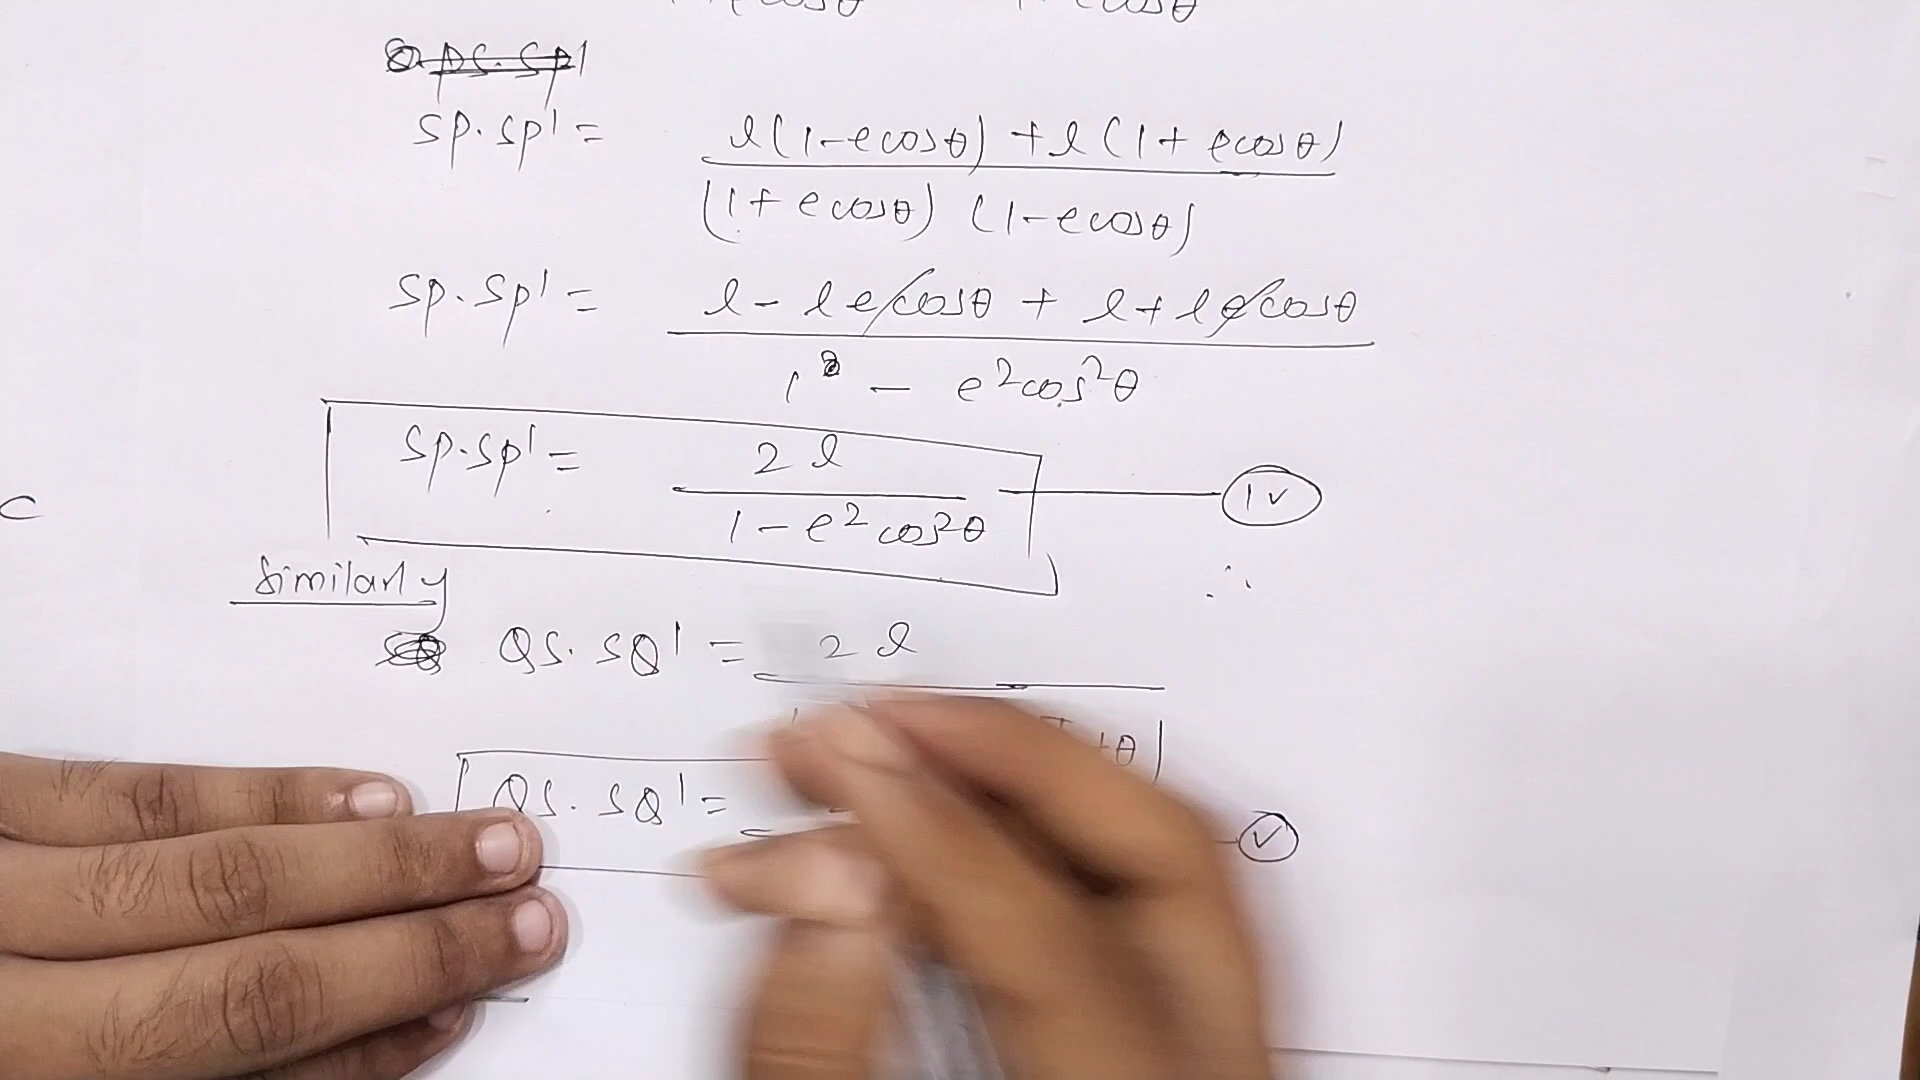 SP.SP' = l(1-ecosθ) + l(1+ ecosθ) / (1+ ecosθ) (1-ecosθ)
SP.SP' = l - lecosθ + l + lecosθ / 1² - e²cos²θ
SP.SP' = 2l / 1-e²cos²θ — IV
∴
C
Similarly
QS.SQ' = 2l
+θ)
QS.SQ' =
V